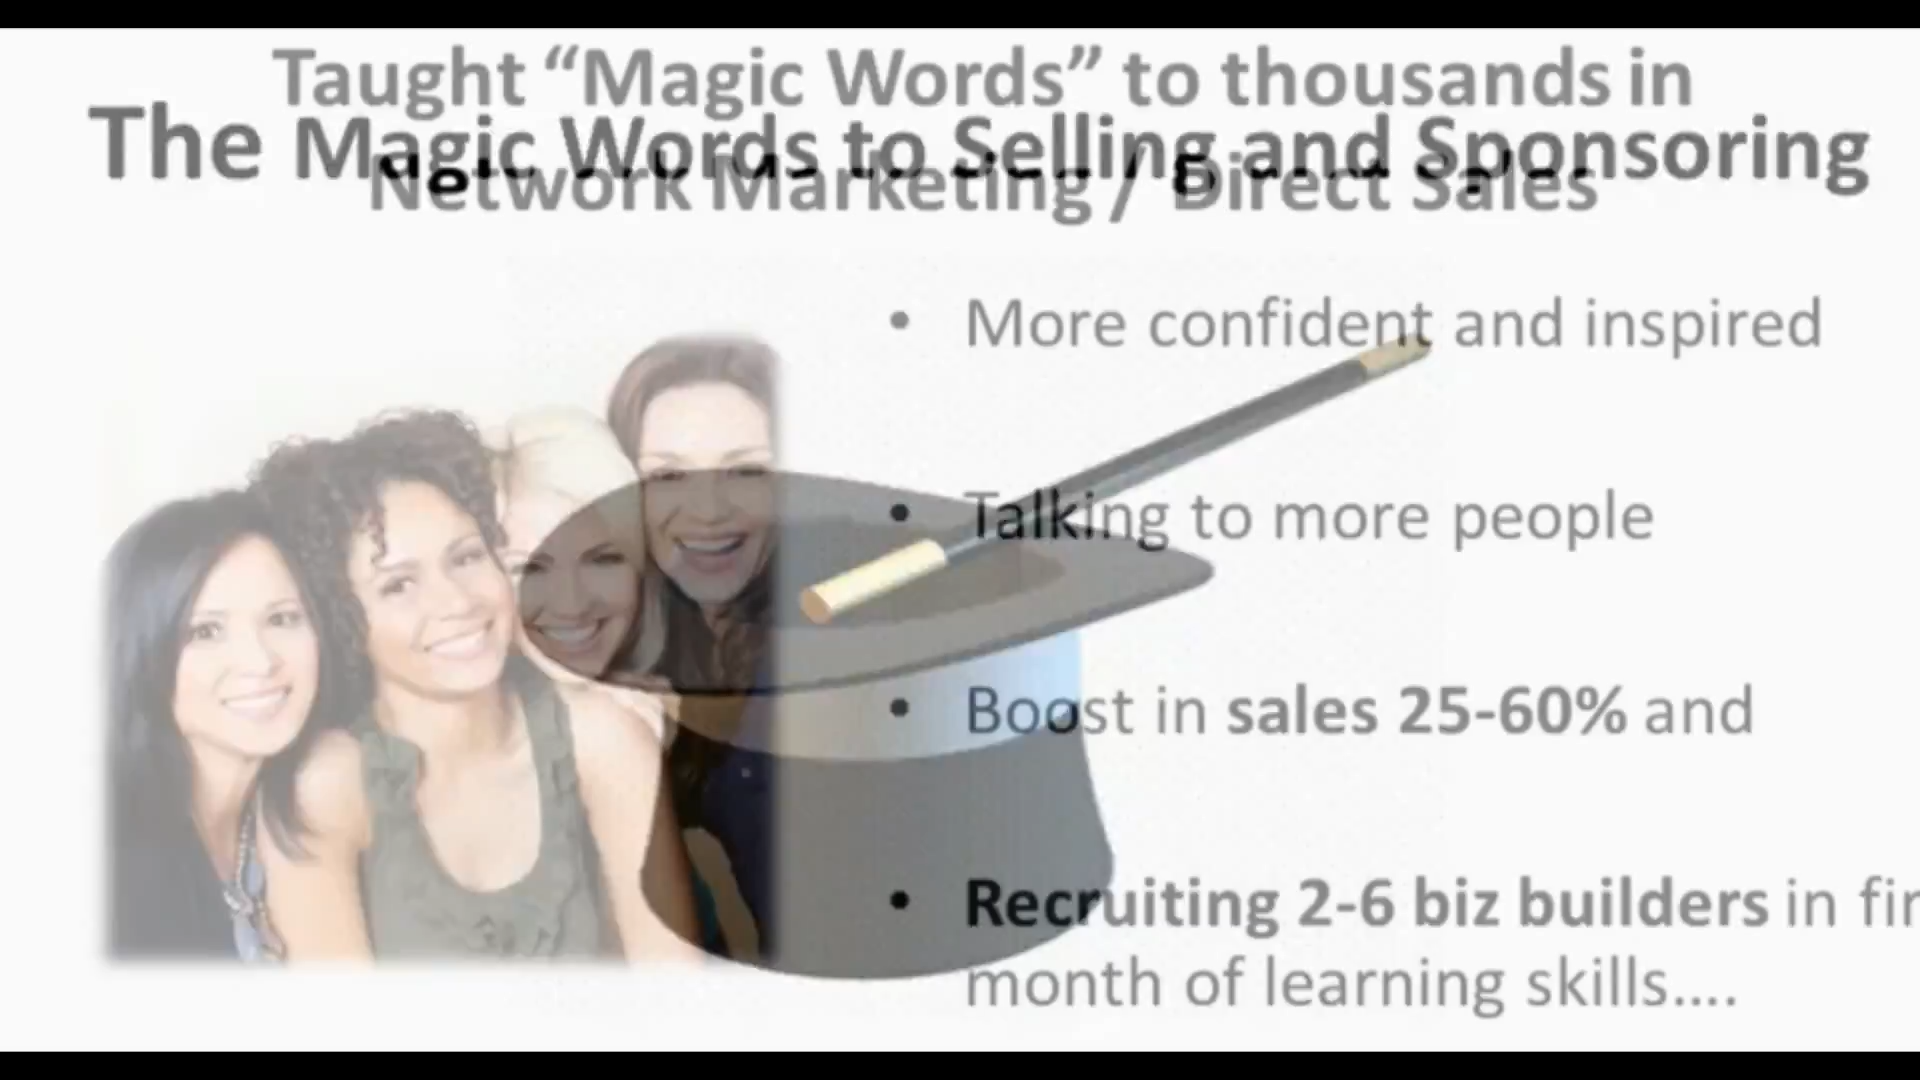 Taught “Magic Words” to thousands in
The Magic Words to Selling and Sponsoring
Network Marketing / Direct Sales
• More confident and inspired
• Talking to more people
• Boost in sales 25-60% and
• Recruiting 2-6 biz builders in
month of learning skills....